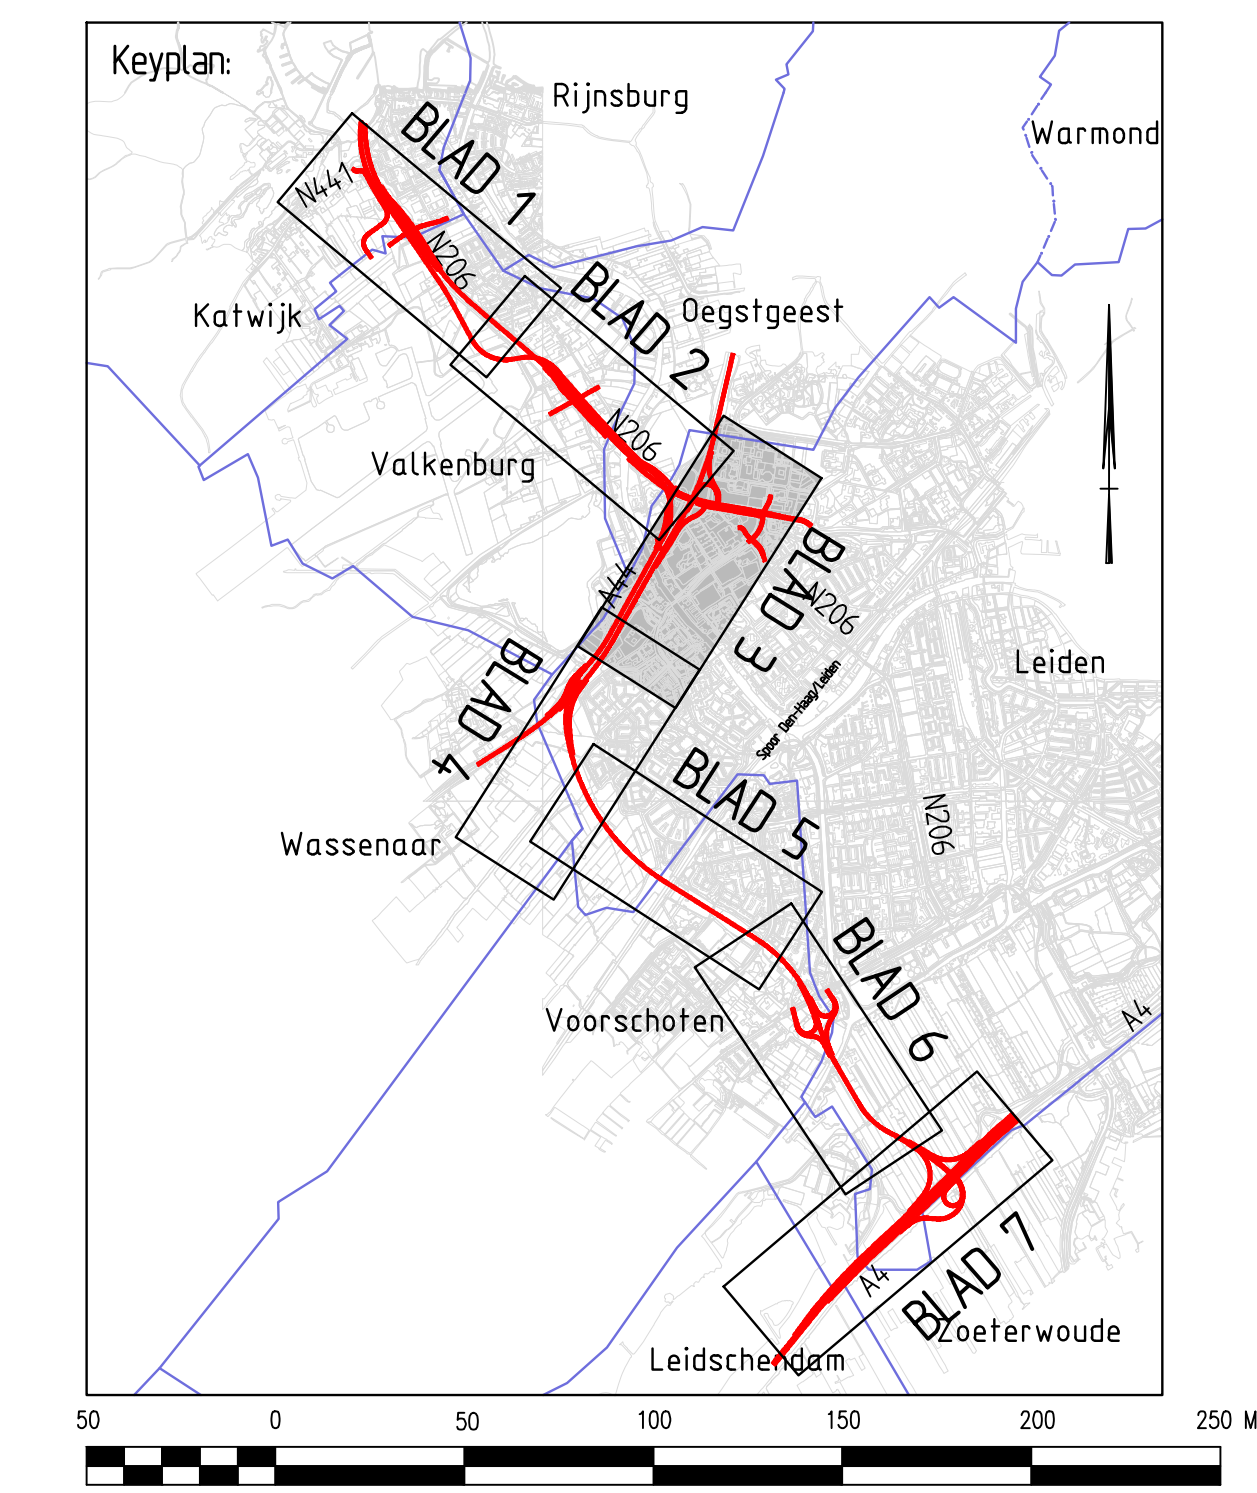 Keyplan:
Rijnsburg
Warmond
BLAD 1
N441
N206
BLAD 2
Katwijk
Oegstgeest
N206
Valkenburg
BLAD 3
A44
N206
BLAD 4
Leiden
Spoor Den-Haag/Leiden
BLAD 5
N206
Wassenaar
BLAD 6
Voorschoten
A4
BLAD 7
A4
Zoeterwoude
Leidschendam
50 0 50 100 150 200 250 M